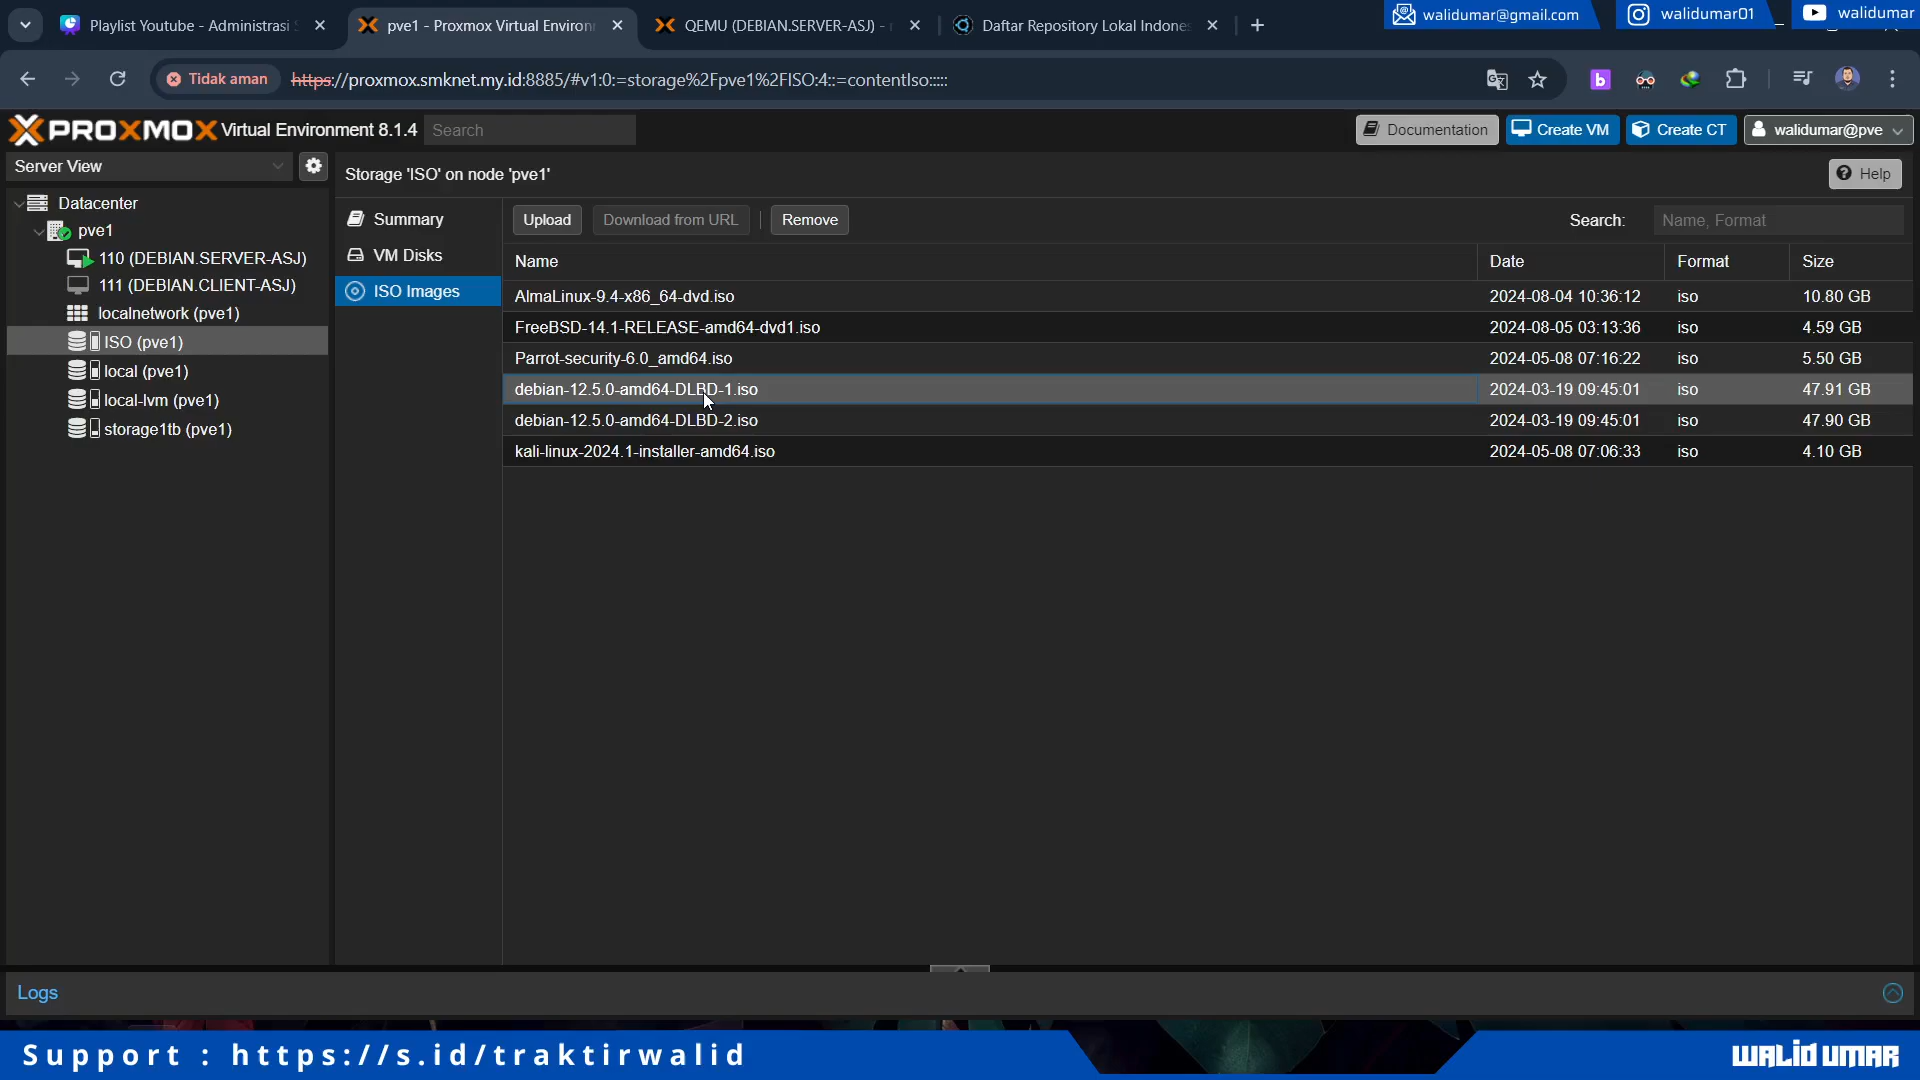 Playlist Youtube - Administrasi
pve1 - Proxmox Virtual Environ
QEMU (DEBIAN.SERVER-ASJ) -
Daftar Repository Lokal Indones
walidumar@gmail.com
walidumar01
walidumar
Tidak aman
https://proxmox.smknet.my.id:8885/#v1:0:=storage%2Fpve1%2FISO:4::=contentIso:::::
PROXMOX Virtual Environment 8.1.4
Search
Documentation
Create VM
Create CT
walidumar@pve
Server View
Storage 'ISO' on node 'pve1'
Help
Datacenter
pve1
110 (DEBIAN.SERVER-ASJ)
111 (DEBIAN.CLIENT-ASJ)
localnetwork (pve1)
ISO (pve1)
local (pve1)
local-lvm (pve1)
storage1tb (pve1)
Summary
VM Disks
ISO Images
Upload
Download from URL
Remove
Search:
Name, Format
Name Date Format Size
AlmaLinux-9.4-x86_64-dvd.iso 2024-08-04 10:36:12 iso 10.80 GB
FreeBSD-14.1-RELEASE-amd64-dvd1.iso 2024-08-05 03:13:36 iso 4.59 GB
Parrot-security-6.0_amd64.iso 2024-05-08 07:16:22 iso 5.50 GB
debian-12.5.0-amd64-DLBD-1.iso 2024-03-19 09:45:01 iso 47.91 GB
debian-12.5.0-amd64-DLBD-2.iso 2024-03-19 09:45:01 iso 47.90 GB
kali-linux-2024.1-installer-amd64.iso 2024-05-08 07:06:33 iso 4.10 GB
Logs
Support : https://s.id/traktirwalid
WALID UMAR